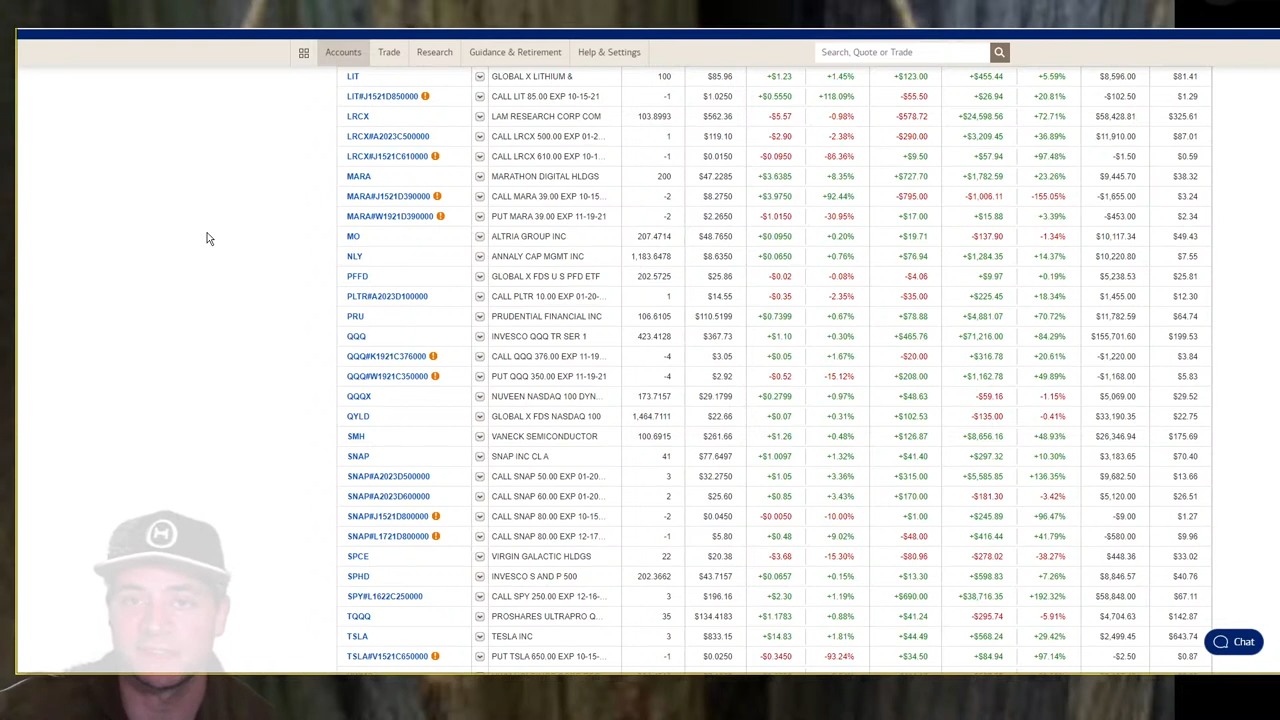 Accounts Trade Research Guidance & Retirement Help & Settings Search, Quote or Trade
LIT GLOBAL X LITHIUM & 100 $85.96 +$1.23 +1.45% +$123.00 +$455.44 +5.59% $8,596.00 $81.41
LIT#J1521D850000 CALL LIT 85.00 EXP 10-15-21 -1 $1.0250 +$0.5550 +118.09% -$55.50 +$26.94 +20.81% -$102.50 $1.29
LRCX LAM RESEARCH CORP COM 103.8993 $562.36 -$5.57 -0.98% -$578.72 +$24,598.56 +72.71% $58,428.81 $325.61
LRCX#A2023C500000 CALL LRCX 500.00 EXP 01-2... 1 $119.10 -$2.90 -2.38% -$290.00 +$3,209.45 +36.89% $11,910.00 $87.01
LRCX#J1521C610000 CALL LRCX 610.00 EXP 10-1... -1 $0.0150 -$0.0950 -86.36% +$9.50 +$57.94 +97.48% -$1.50 $0.59
MARA MARATHON DIGITAL HLDGS 200 $47.2285 +$3.6385 +8.35% +$727.70 +$1,782.59 +23.26% $9,445.70 $38.32
MARA#J1521D390000 CALL MARA 39.00 EXP 10-15... -2 $8.2750 +$3.9750 +92.44% -$795.00 -$1,006.11 -155.05% -$1,655.00 $3.24
MARA#W1921D390000 PUT MARA 39.00 EXP 11-19-21 -2 $2.2650 -$1.0150 -30.95% +$17.00 +$15.88 +3.39% -$453.00 $2.34
MO ALTRIA GROUP INC 207.4714 $48.7650 +$0.0950 +0.20% +$19.71 -$137.90 -1.34% $10,117.34 $49.43
NLY ANNALY CAP MGMT INC 1,183.6478 $8.6350 +$0.0650 +0.76% +$76.94 +$1,284.35 +14.37% $10,220.80 $7.55
PFFD GLOBAL X FDS U S PFD ETF 202.5725 $25.86 -$0.02 -0.08% -$4.06 +$9.97 +0.19% $5,238.53 $25.81
PLTR#A2023D100000 CALL PLTR 10.00 EXP 01-20-... 1 $14.55 -$0.35 -2.35% -$35.00 +$225.45 +18.34% $1,455.00 $12.30
PRU PRUDENTIAL FINANCIAL INC 106.6105 $110.5199 +$0.7399 +0.67% +$78.88 +$4,881.07 +70.72% $11,782.59 $64.74
QQQ INVESCO QQQ TR SER 1 423.4128 $367.73 +$1.10 +0.30% +$465.76 +$71,216.00 +84.29% $155,701.60 $199.53
QQQ#K1921C376000 CALL QQQ 376.00 EXP 11-19... -4 $3.05 +$0.05 +1.67% -$20.00 +$316.78 +20.61% -$1,220.00 $3.84
QQQ#W1921C350000 PUT QQQ 350.00 EXP 11-19-21 -4 $2.92 -$0.52 -15.12% +$208.00 +$1,162.78 +49.89% -$1,168.00 $5.83
QQQX NUVEEN NASDAQ 100 DYN... 173.7157 $29.1799 +$0.2799 +0.97% +$48.63 -$59.16 -1.15% $5,069.00 $29.52
QYLD GLOBAL X FDS NASDAQ 100 1,464.7111 $22.66 +$0.07 +0.31% +$102.53 -$135.00 -0.41% $33,190.35 $22.75
SMH VANECK SEMICONDUCTOR 100.6915 $261.66 +$1.26 +0.48% +$126.87 +$8,656.16 +48.93% $26,346.94 $175.69
SNAP SNAP INC CL A 41 $77.6497 +$1.0097 +1.32% +$41.40 +$297.32 +10.30% $3,183.65 $70.40
SNAP#A2023D500000 CALL SNAP 50.00 EXP 01-20... 3 $32.2750 +$1.05 +3.36% +$315.00 +$5,585.85 +136.35% $9,682.50 $13.66
SNAP#A2023D600000 CALL SNAP 60.00 EXP 01-20... 2 $25.60 +$0.85 +3.43% +$170.00 -$181.30 -3.42% $5,120.00 $26.51
SNAP#J1521D800000 CALL SNAP 80.00 EXP 10-15... -2 $0.0450 -$0.0050 -10.00% +$1.00 +$245.89 +96.47% -$9.00 $1.27
SNAP#L1721D800000 CALL SNAP 80.00 EXP 12-17... -1 $5.80 +$0.48 +9.02% -$48.00 +$416.44 +41.79% -$580.00 $9.96
SPCE VIRGIN GALACTIC HLDGS 22 $20.38 -$3.68 -15.30% -$80.96 -$278.02 -38.27% $448.36 $33.02
SPHD INVESCO S AND P 500 202.3662 $43.7157 +$0.0657 +0.15% +$13.30 +$598.83 +7.26% $8,846.57 $40.76
SPY#L1622C250000 CALL SPY 250.00 EXP 12-16-... 3 $196.16 +$2.30 +1.19% +$690.00 +$38,716.35 +192.32% $58,848.00 $67.11
TQQQ PROSHARES ULTRAPRO Q... 35 $134.4183 +$1.1783 +0.88% +$41.24 -$295.74 -5.91% $4,704.63 $142.87
TSLA TESLA INC 3 $833.15 +$14.83 +1.81% +$44.49 +$568.24 +29.42% $2,499.45 $643.74
TSLA#V1521C650000 PUT TSLA 650.00 EXP 10-15-... -1 $0.0250 -$0.3450 -93.24% +$34.50 +$84.94 +97.14% -$2.50 $0.87
Chat